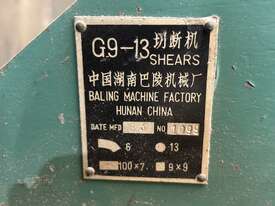 G.9-13 切断机
SHEARS
中国湖南巴陵机械厂
BALING MACHINE FACTORY
HUNAN CHINA
DATE MFD NO
6 13
100×7 9×9